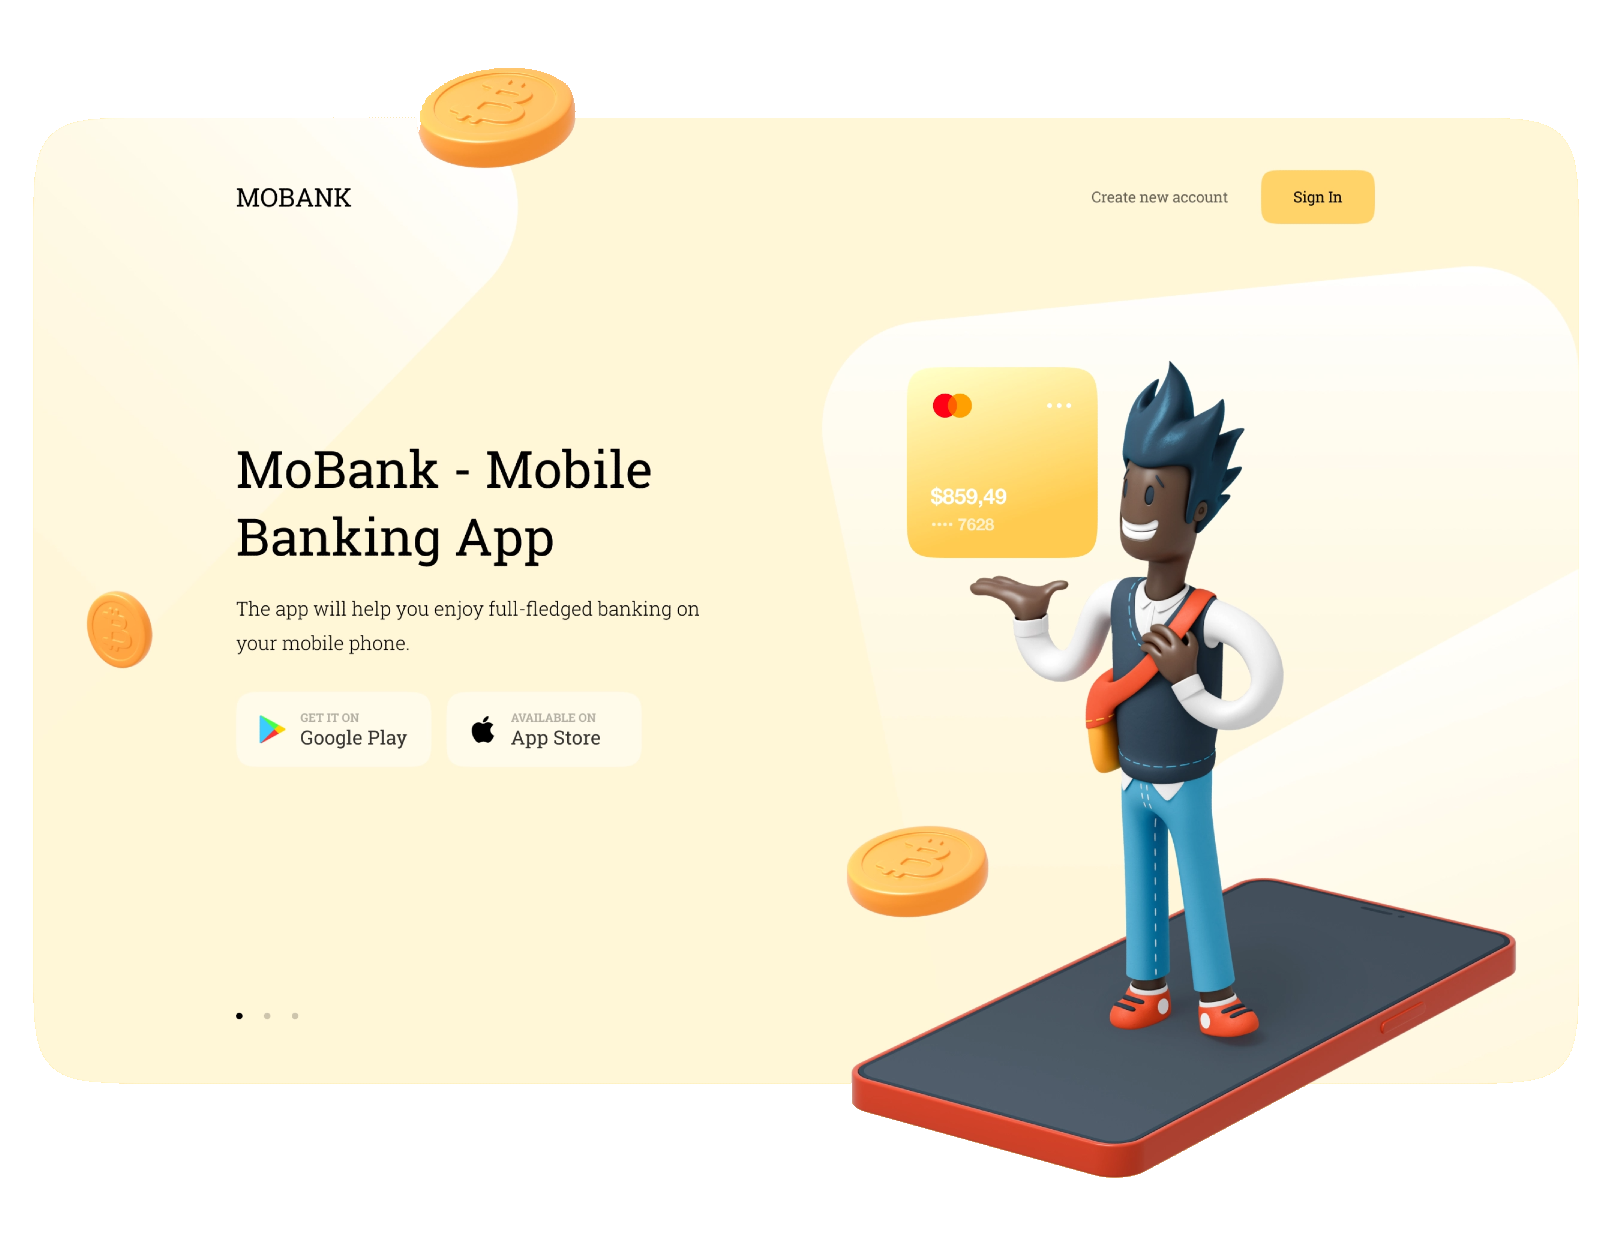 MOBANK
Create new account
Sign In
MoBank - Mobile
Banking App
The app will help you enjoy full-fledged banking on
your mobile phone.
GET IT ON
Google Play
AVAILABLE ON
App Store
$859,49
•••• 7628